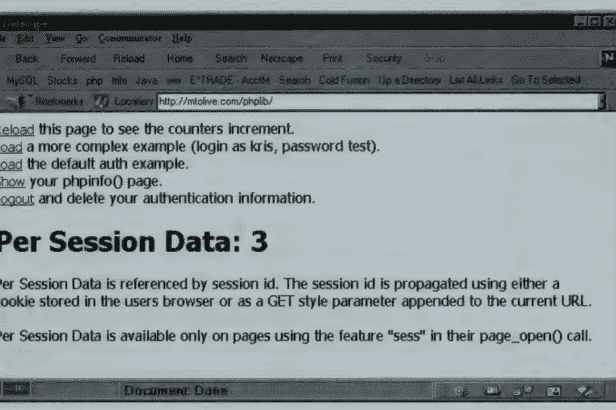 Netscape
Edit View Go Communicator Help
Back Forward Reload Home Search Netscape Print Security Stop
MySQL Stocks php Java E*TRADE - AcctM Search Cold Fusion Up a Directory List All Links Go To Selected
Bookmarks Location: http://mtolive.com/phplib/
eload this page to see the counters increment.
oad a more complex example (login as kris, password test).
oad the default auth example.
how your phpinfo() page.
ogout and delete your authentication information.
Per Session Data: 3
Per Session Data is referenced by session id. The session id is propagated using either a
ookie stored in the users browser or as a GET style parameter appended to the current URL.
Per Session Data is available only on pages using the feature "sess" in their page_open() call.
Document: Done